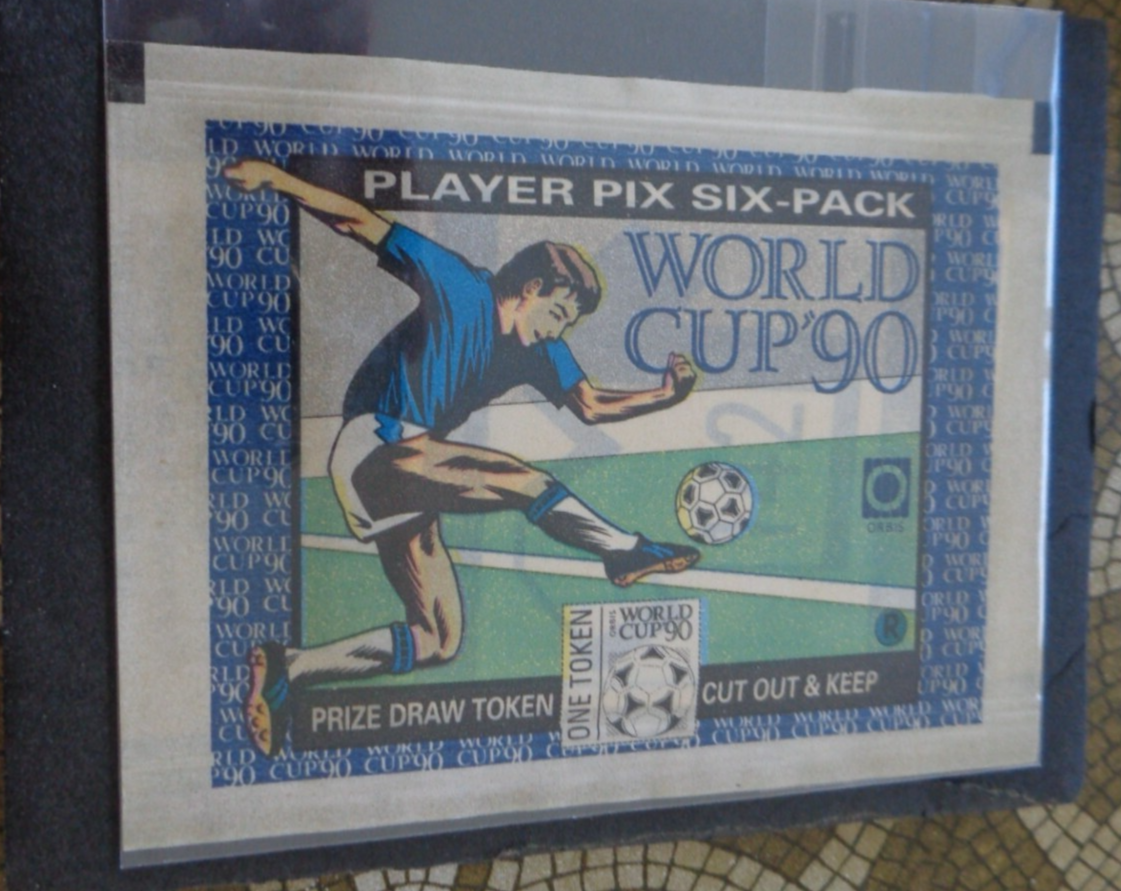 PLAYER PIX SIX-PACK
WORLD
CUP'90
ORBIS
R
PRIZE DRAW TOKEN
ONE TOKEN
ORBIS
WORLD
CUP'90
CUT OUT & KEEP